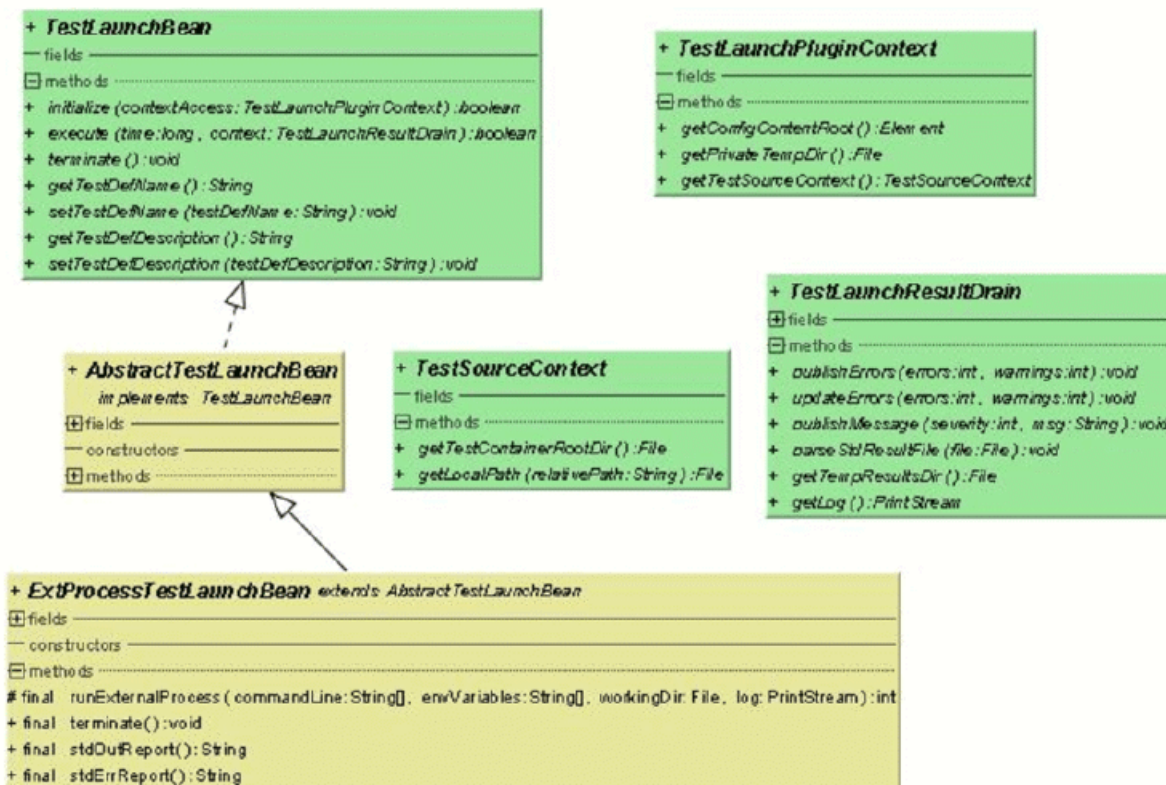 + TestLaunchBean
fields
methods
+ initialize (contextAccess: TestLaunchPluginContext) :boolean
+ execute (time:long, context: TestLaunchResultDrain) :boolean
+ terminate () :void
+ getTestDefName () : String
+ setTestDefName (testDefName: String) :void
+ getTestDefDescription () : String
+ setTestDefDescription (testDefDescription: String) :void
+ TestLaunchPluginContext
fields
methods
+ getConfigContentRoot () :Element
+ getPrivateTempDir () :File
+ getTestSourceContext () : TestSourceContext
+ TestLaunchResultDrain
fields
methods
+ publishErrors (errors:int, warnings:int) :void
+ updateErrors (errors:int, warnings:int) :void
+ publishMessage (severity:int, msg: String) :void
+ parseStdResultFile (file:File) :void
+ getTempResultsDir () :File
+ getLog () :PrintStream
+ AbstractTestLaunchBean
implements TestLaunchBean
fields
constructors
methods
+ TestSourceContext
fields
methods
+ getTestContainerRootDir () :File
+ getLocalPath (relativePath: String) :File
+ ExtProcessTestLaunchBean extends AbstractTestLaunchBean
fields
constructors
methods
# final runExternalProcess ( commandLine: String[], envVariables: String[], workingDir: File, log: PrintStream) : int
+ final terminate() : void
+ final stdOutReport() : String
+ final stdErrReport() : String